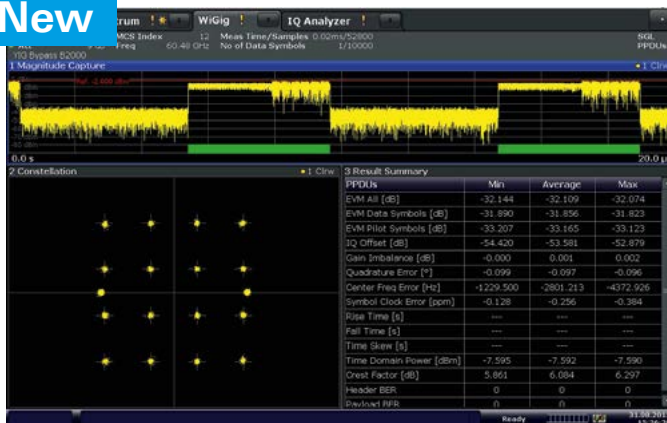 New
trum ! WiGig ! IQ Analyzer !
MCS Index 12 Meas Time/Samples 0.02ms/52800 SGL
Att Freq 60.48 GHz No of Data Symbols 1/10000 PPDUs
YIG Bypass B2000
1 Magnitude Capture 1 Clrw
0.0 s 20.0 µs
2 Constellation 1 Clrw 3 Result Summary
PPDUs Min Average Max
EVM All [dB] -32.144 -32.109 -32.074
EVM Data Symbols [dB] -31.890 -31.856 -31.823
EVM Pilot Symbols [dB] -33.207 -33.165 -33.123
IQ Offset [dB] -54.420 -53.581 -52.879
Gain Imbalance [dB] -0.000 0.001 0.002
Quadrature Error [°] -0.099 -0.097 -0.096
Center Freq Error [Hz] -1229.500 -2801.213 -4372.926
Symbol Clock Error [ppm] -0.128 -0.256 -0.384
Rise Time [s] --- --- ---
Fall Time [s] --- --- ---
Time Skew [s] --- --- ---
Time Domain Power [dBm] -7.595 -7.592 -7.590
Crest Factor [dB] 5.861 6.084 6.297
Header BER 0 0 0
Payload BER 0 0 0
Ready